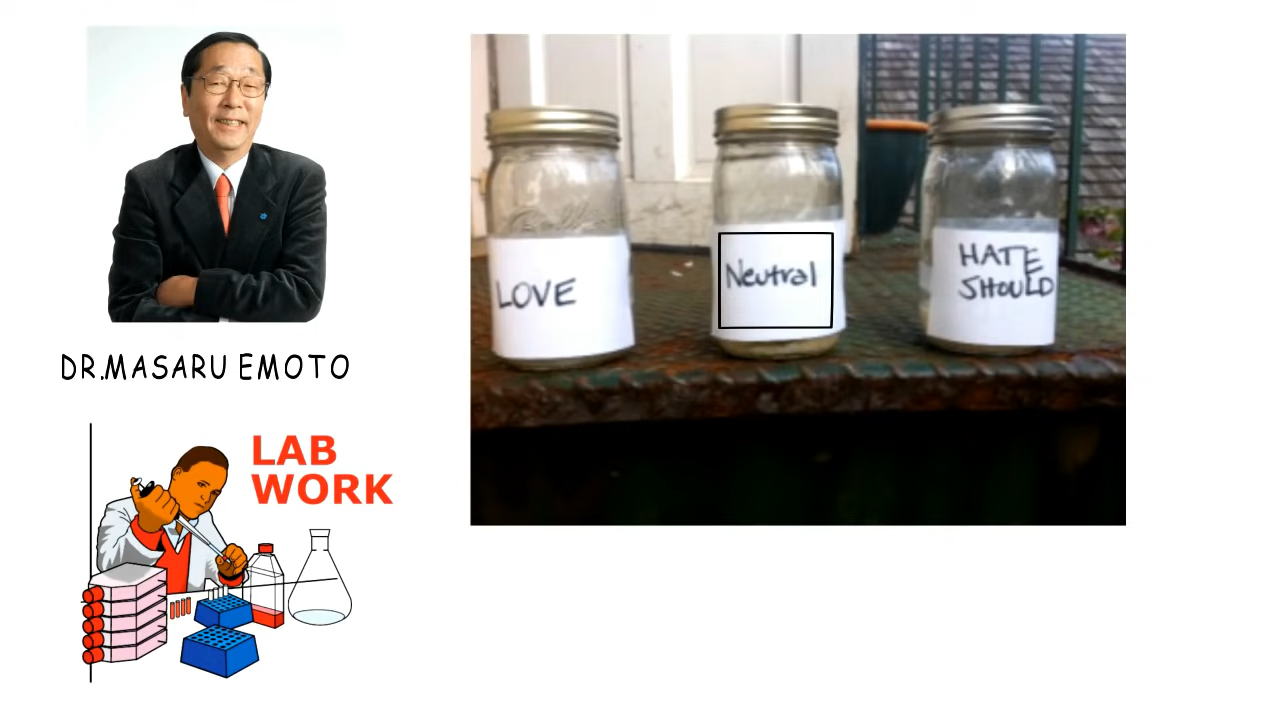 DR.MASARU EMOTO
LAB
WORK
LOVE
Neutral
HATE
SHOULD